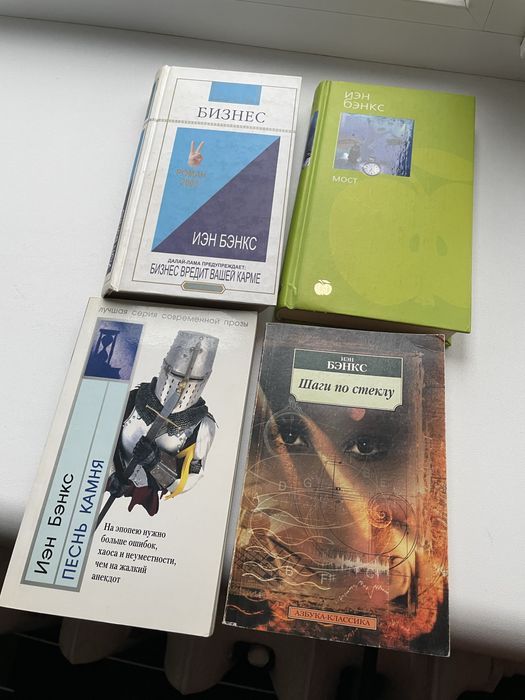 БИЗНЕС
РОМАН
ИЭН БЭНКС
ДАЛАЙ-ЛАМА ПРЕДУПРЕЖДАЕТ:
БИЗНЕС ВРЕДИТ ВАШЕЙ КАРМЕ
ИЭН
БЭНКС
МОСТ
лучшая серия современной прозы
Иэн Бэнкс
ПЕСНЬ КАМНЯ
На эпопею нужно
больше ошибок,
хаоса и неуместности,
чем на жалкий
анекдот
ИЭН
БЭНКС
Шаги по стеклу
АЗБУКА-КЛАССИКА